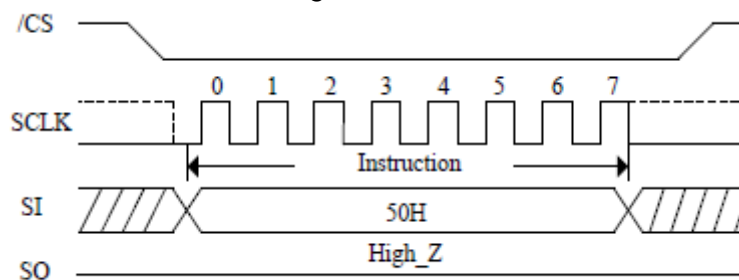 /CS
0 1 2 3 4 5 6 7
SCLK
Instruction
SI
50H
High_Z
SO